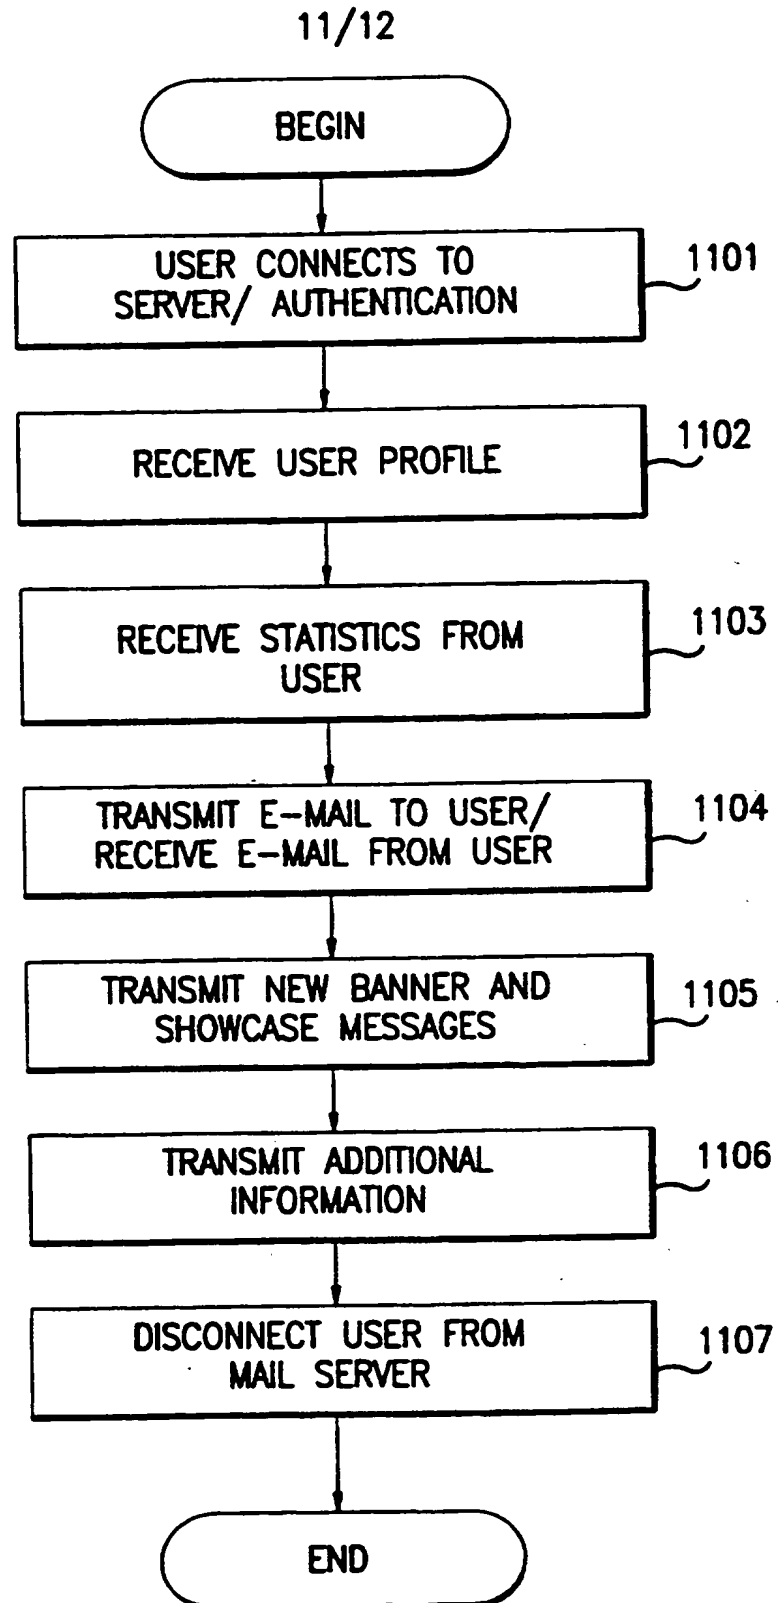 11/12
BEGIN
USER CONNECTS TO
SERVER/ AUTHENTICATION
1101
RECEIVE USER PROFILE
1102
RECEIVE STATISTICS FROM
USER
1103
TRANSMIT E-MAIL TO USER/
RECEIVE E-MAIL FROM USER
1104
TRANSMIT NEW BANNER AND
SHOWCASE MESSAGES
1105
TRANSMIT ADDITIONAL
INFORMATION
1106
DISCONNECT USER FROM
MAIL SERVER
1107
END